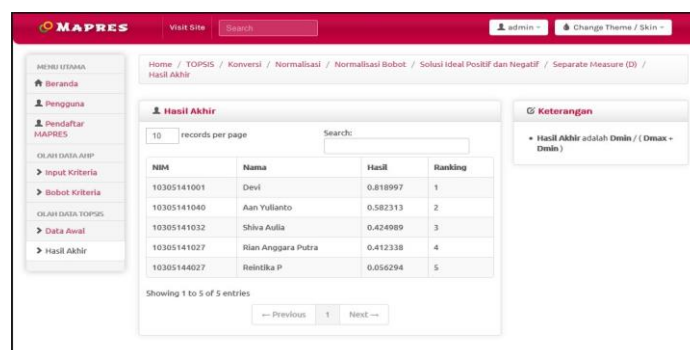 MAPRES
Visit Site
Search
admin
Change Theme / Skin
MENU UTAMA
Beranda
Pengguna
Pendaftar
MAPRES
OLAH DATA AHP
Input Kriteria
Bobot Kriteria
OLAH DATA TOPSIS
Data Awal
Hasil Akhir
Home / TOPSIS / Konversi / Normalisasi / Normalisasi Bobot / Solusi Ideal Positif dan Negatif / Separate Measure (D) /
Hasil Akhir
Hasil Akhir
10 records per page
Search:
NIM Nama Hasil Ranking
10305141001 Devi 0.818997 1
10305141040 Aan Yulianto 0.582313 2
10305141032 Shiva Aulia 0.424989 3
10305141027 Rian Anggara Putra 0.412338 4
10305144027 Reintika P 0.056294 5
Showing 1 to 5 of 5 entries
← Previous 1 Next →
Keterangan
• Hasil Akhir adalah Dmin / ( Dmax +
Dmin )